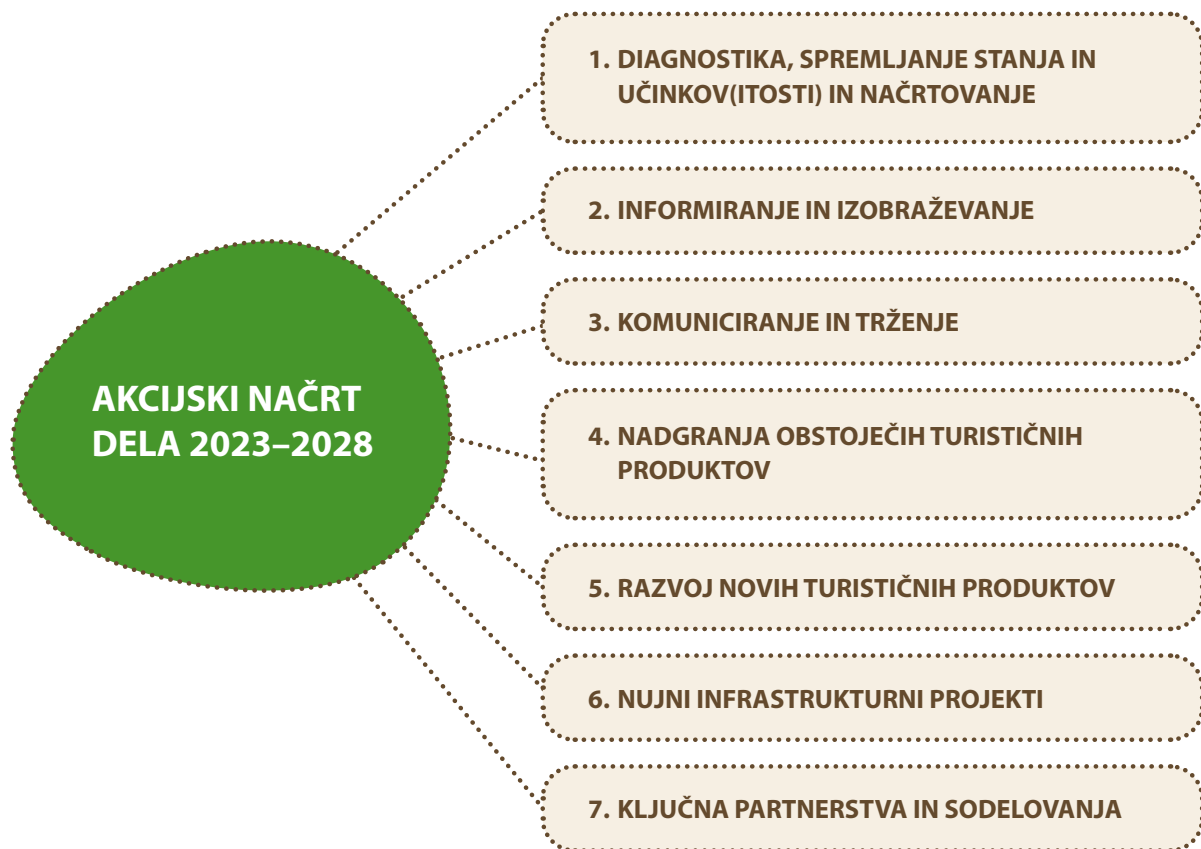 AKCIJSKI NAČRT
DELA 2023–2028
1. DIAGNOSTIKA, SPREMLJANJE STANJA IN
UČINKOV(ITOSTI) IN NAČRTOVANJE
2. INFORMIRANJE IN IZOBRAŽEVANJE
3. KOMUNICIRANJE IN TRŽENJE
4. NADGRANJA OBSTOJEČIH TURISTIČNIH
PRODUKTOV
5. RAZVOJ NOVIH TURISTIČNIH PRODUKTOV
6. NUJNI INFRASTRUKTURNI PROJEKTI
7. KLJUČNA PARTNERSTVA IN SODELOVANJA